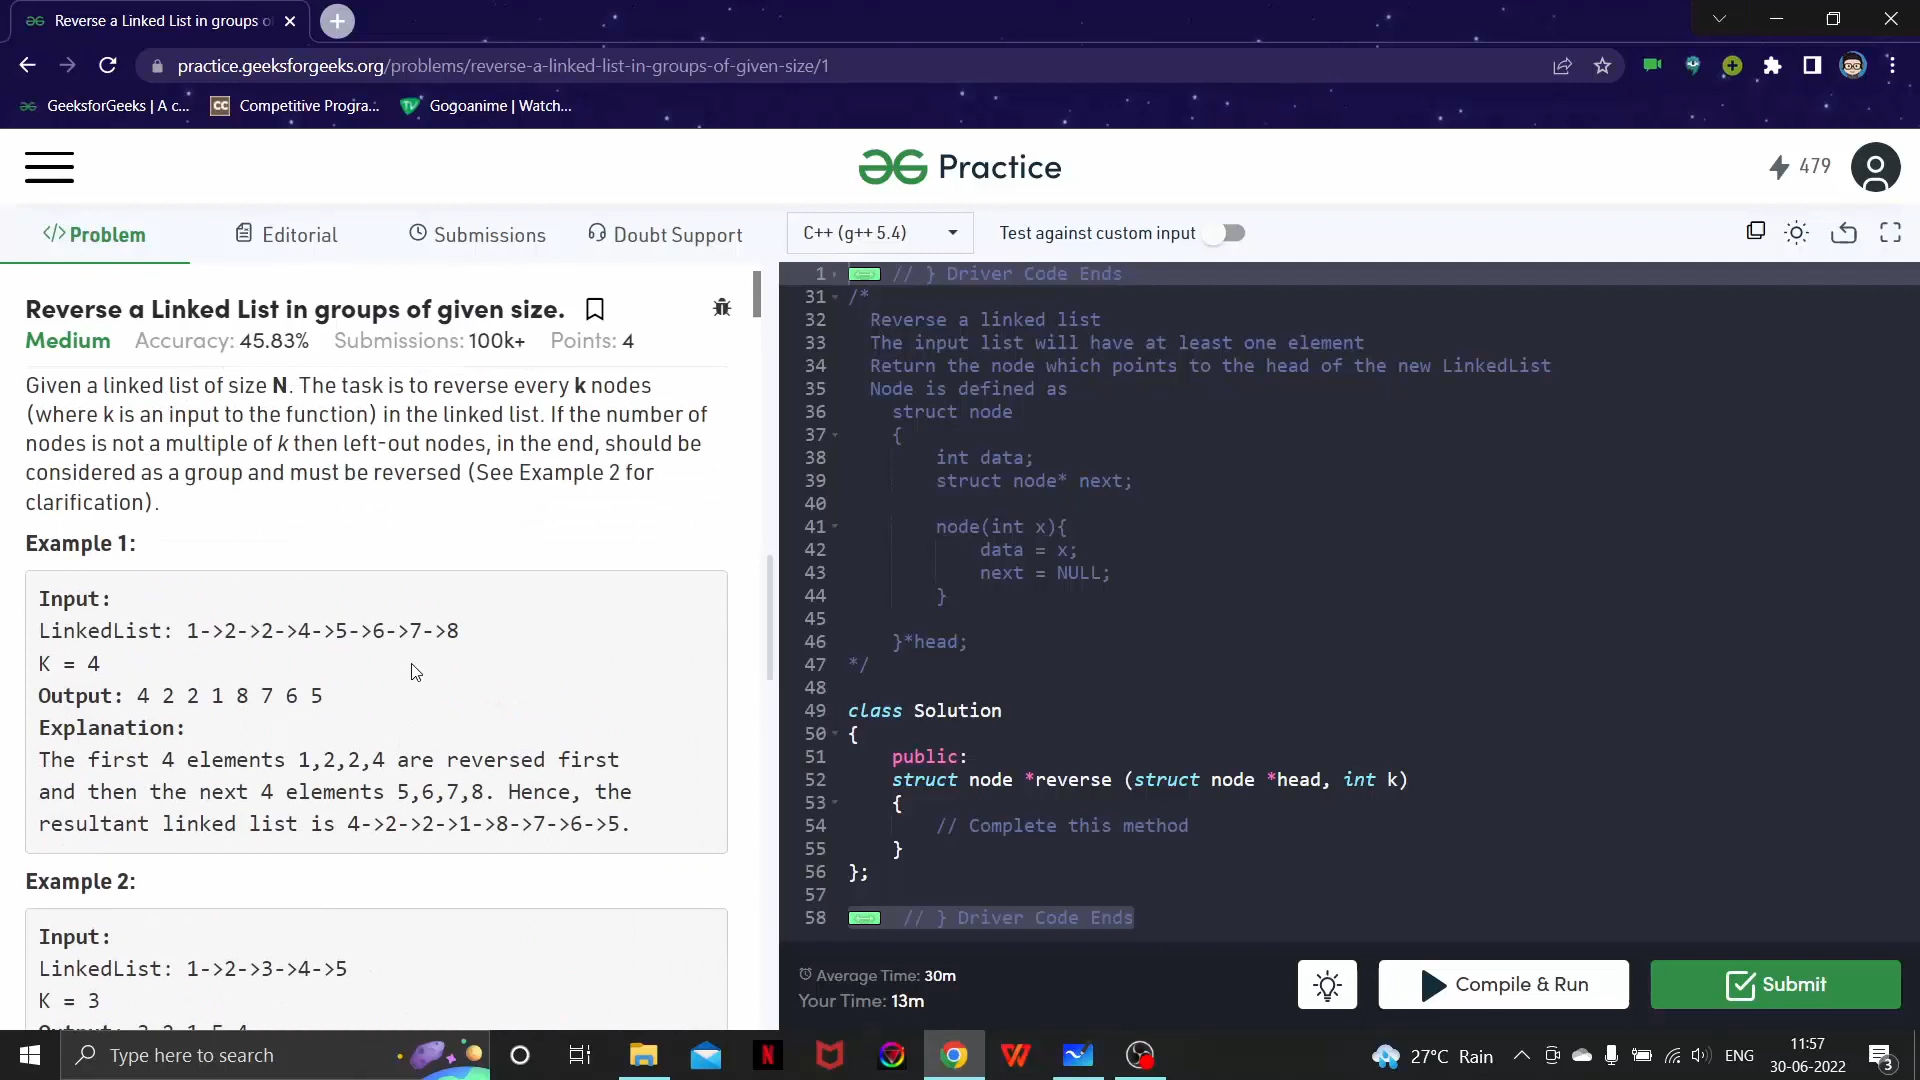 Reverse a Linked List in groups o
practice.geeksforgeeks.org/problems/reverse-a-linked-list-in-groups-of-given-size/1
GeeksforGeeks | A c...
CC
Competitive Progra...
Gogoanime | Watch...
Practice
479
Problem
Editorial
Submissions
Doubt Support
C++ (g++ 5.4)
Test against custom input
Reverse a Linked List in groups of given size.
Medium Accuracy: 45.83% Submissions: 100k+ Points: 4
Given a linked list of size N. The task is to reverse every k nodes
(where k is an input to the function) in the linked list. If the number of
nodes is not a multiple of k then left-out nodes, in the end, should be
considered as a group and must be reversed (See Example 2 for
clarification).
Example 1:
Input:
LinkedList: 1->2->2->4->5->6->7->8
K = 4
Output: 4 2 2 1 8 7 6 5
Explanation:
The first 4 elements 1,2,2,4 are reversed first
and then the next 4 elements 5,6,7,8. Hence, the
resultant linked list is 4->2->2->1->8->7->6->5.
Example 2:
Input:
LinkedList: 1->2->3->4->5
K = 3
Output: 3 2 1 5 4
1 // } Driver Code Ends
31 /*
32 Reverse a linked list
33 The input list will have at least one element
34 Return the node which points to the head of the new LinkedList
35 Node is defined as
36 struct node
37 {
38 int data;
39 struct node* next;
40
41 node(int x){
42 data = x;
43 next = NULL;
44 }
45
46 }*head;
47 */
48
49 class Solution
50 {
51 public:
52 struct node *reverse (struct node *head, int k)
53 {
54 // Complete this method
55 }
56 };
57
58 // } Driver Code Ends
Average Time: 30m
Your Time: 13m
Compile & Run
Submit
Type here to search
27°C Rain
ENG
11:57
30-06-2022
3